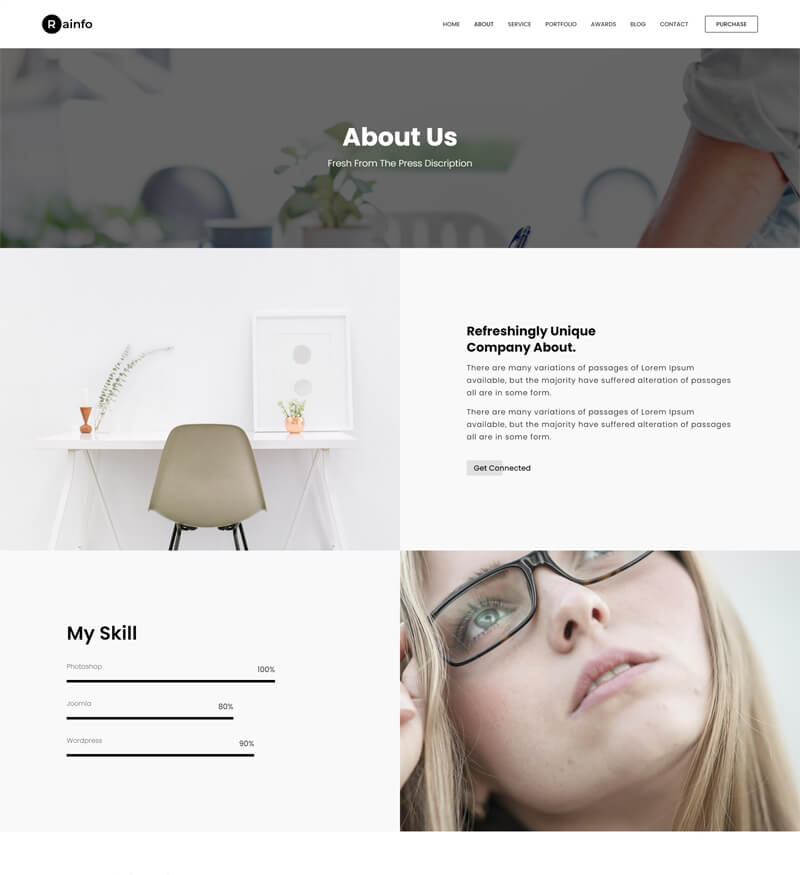 Rainfo
HOME ABOUT SERVICE PORTFOLIO AWARDS BLOG CONTACT PURCHASE
About Us
Fresh From The Press Discription
Refreshingly Unique
Company About.
There are many variations of passages of Lorem Ipsum
available, but the majority have suffered alteration of passages
all are in some form.
There are many variations of passages of Lorem Ipsum
available, but the majority have suffered alteration of passages
all are in some form.
Get Connected
My Skill
Photoshop 100%
Joomla 80%
Wordpress 90%